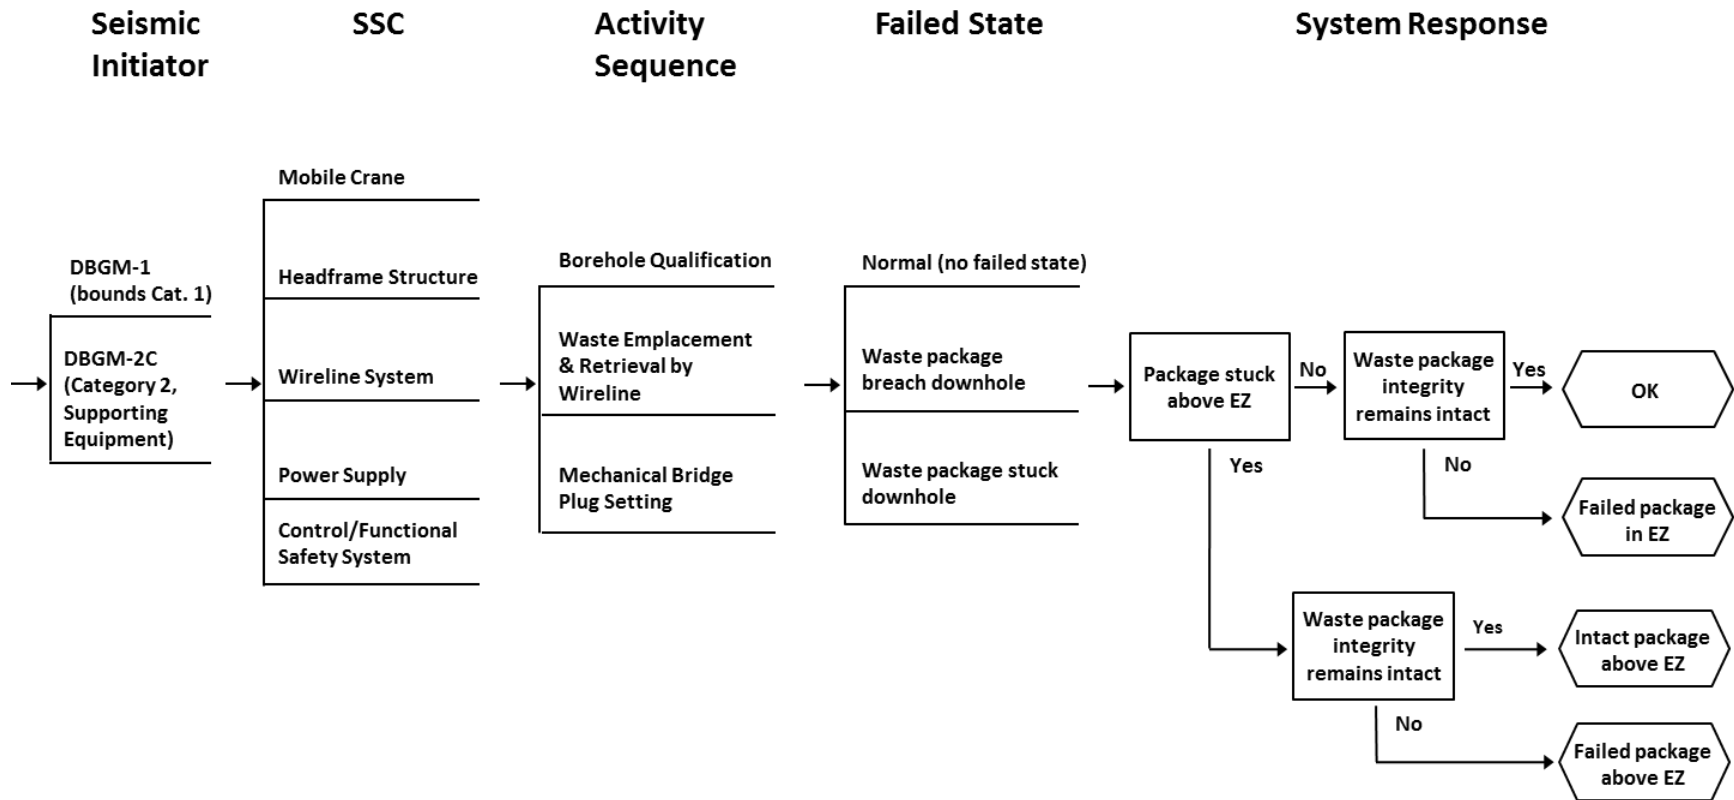 Seismic
Initiator
SSC
Activity
Sequence
Failed State
System Response
DBGM-1
(bounds Cat. 1)
DBGM-2C
(Category 2,
Supporting
Equipment)
Mobile Crane
Headframe Structure
Wireline System
Power Supply
Control/Functional
Safety System
Borehole Qualification
Waste Emplacement
& Retrieval by
Wireline
Mechanical Bridge
Plug Setting
Normal (no failed state)
Waste package
breach downhole
Waste package stuck
downhole
Package stuck
above EZ
No
Waste package
integrity
remains intact
Yes
OK
No
Failed package
in EZ
Yes
Waste package
integrity
remains intact
Yes
Intact package
above EZ
No
Failed package
above EZ